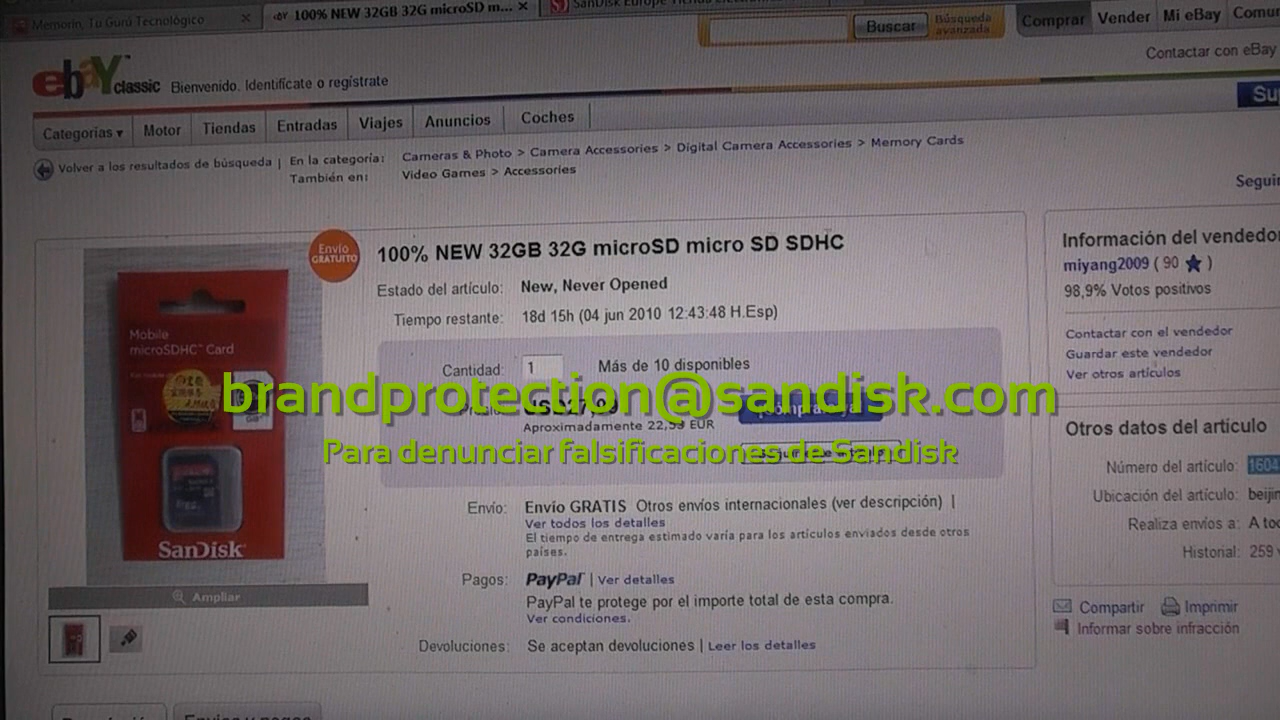 Memorin, Tu Gurú Tecnológico
100% NEW 32GB 32G microSD m...
SanDisk Europe
Buscar
Búsqueda avanzada
Comprar
Vender
Mi eBay
Contactar con eBay
ebay classic
Bienvenido. Identifícate o regístrate
Categorías
Motor
Tiendas
Entradas
Viajes
Anuncios
Coches
Volver a los resultados de búsqueda |
En la categoría: Cameras & Photo > Camera Accessories > Digital Camera Accessories > Memory Cards
También en: Video Games > Accessories
Envío GRATUITO
100% NEW 32GB 32G microSD micro SD SDHC
Estado del artículo: New, Never Opened
Tiempo restante: 18d 15h (04 jun 2010 12:43:48 H.Esp)
Cantidad: 1 Más de 10 disponibles
Aproximadamente 22,53 EUR
brandprotection@sandisk.com
Para denunciar falsificaciones de Sandisk
Envío: Envío GRATIS Otros envíos internacionales (ver descripción) |
Ver todos los detalles
El tiempo de entrega estimado varía para los artículos enviados desde otros
países.
Pagos: PayPal | Ver detalles
PayPal te protege por el importe total de esta compra.
Ver condiciones.
Devoluciones: Se aceptan devoluciones | Leer los detalles
Mobile
microSDHC Card
SanDisk
Ampliar
Información del vendedor
miyang2009 ( 90 )
98,9% Votos positivos
Contactar con el vendedor
Guardar este vendedor
Ver otros artículos
Otros datos del artículo
Número del artículo:
Ubicación del artículo:
Realiza envíos a:
Historial: 259
Compartir
Imprimir
Informar sobre infracción